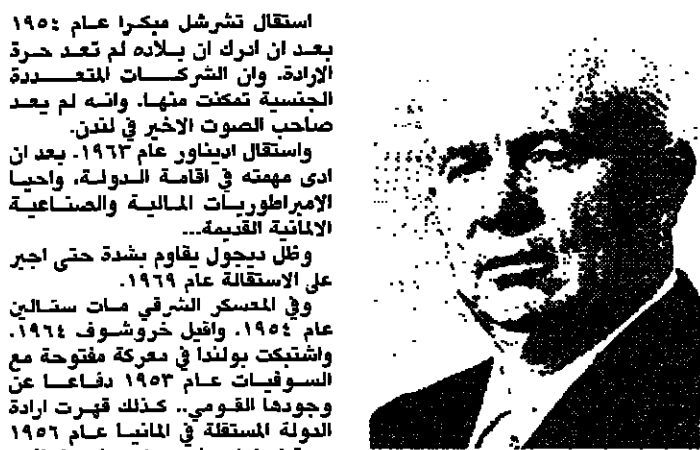 استقال تشرشل مبكرا عام ١٩٥٤
بعد ان ادرك ان بلاده لم تعد حرة
الإرادة. وان الشركات المتعددة
الجنسية تمكنت منها. وانه لم يعد
صاحب الصوت الاخير في لندن.
واستقال اديناور عام ١٩٦٣. بعد ان
ادى مهمته في اقامة الدولة، واحيا
الإمبراطوريات المالية والصناعية
الالمانية القديمة...
وظل ديجول يقاوم بشدة حتى اجبر
على الاستقالة عام ١٩٦٩.
وفي المعسكر الشرقي مات ستالين
عام ١٩٥٤. واقيل خروشوف ١٩٦٤.
واشتبكت بولندا في معركة مفتوحة مع
السوفيات عام ١٩٥٣ دفاعا عن
وجودها القومي.. كذلك قهرت ارادة
الدولة المستقلة في المانيا عام ١٩٥٦